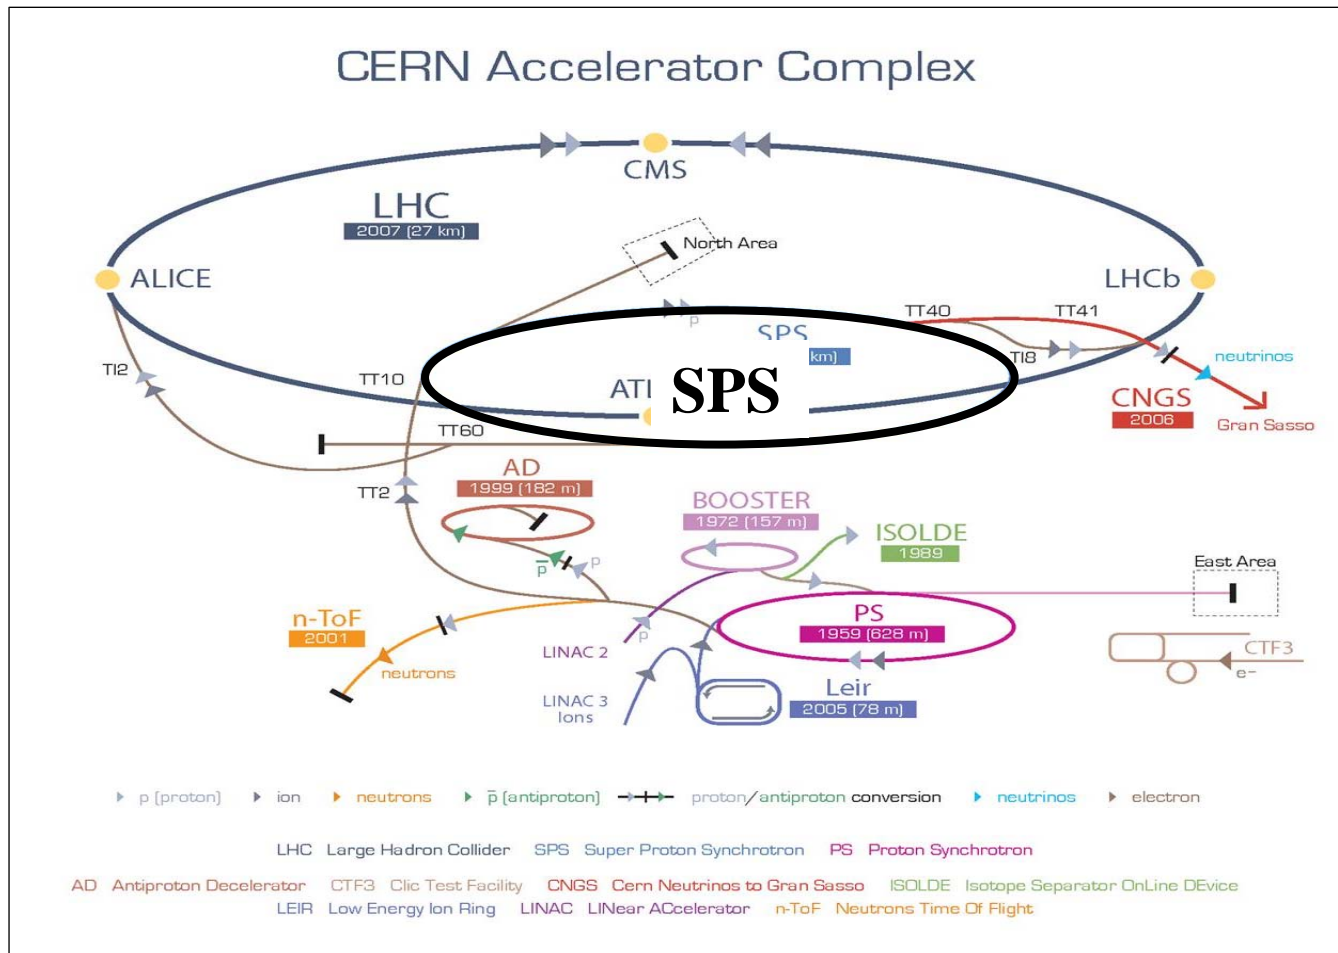 CERN Accelerator Complex
CMS
LHC
2007 (27 km)
North Area
ALICE
LHCb
p
TT40
TT41
SPS
km)
TI8
neutrinos
TI2
TT10
SPS
CNGS
2006
Gran Sasso
TT60
AD
1999 (182 m)
TT2
BOOSTER
1972 (157 m)
ISOLDE
1989
p̅
p
East Area
n-ToF
2001
PS
1959 (628 m)
p
LINAC 2
neutrons
CTF3
e-
LINAC 3
Ions
Leir
2005 (78 m)
p (proton) ion neutrons p̅ (antiproton) proton/antiproton conversion neutrinos electron
LHC Large Hadron Collider SPS Super Proton Synchrotron PS Proton Synchrotron
AD Antiproton Decelerator CTF3 Clic Test Facility CNGS Cern Neutrinos to Gran Sasso ISOLDE Isotope Separator OnLine DEvice
LEIR Low Energy Ion Ring LINAC LINear ACcelerator n-ToF Neutrons Time Of Flight